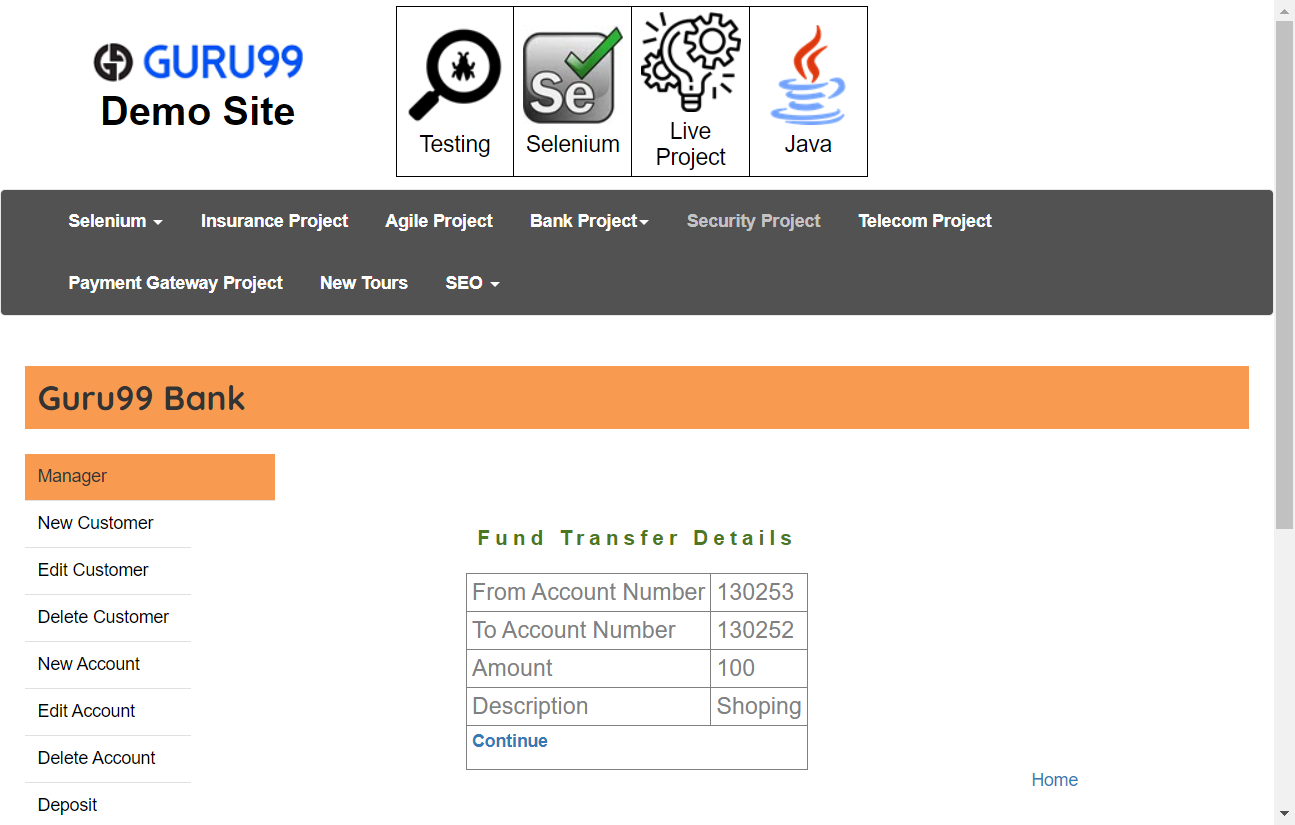 GURU99
Demo Site
Testing
Se
Selenium
Live
Project
Java
Selenium
Insurance Project
Agile Project
Bank Project
Security Project
Telecom Project
Payment Gateway Project
New Tours
SEO
Guru99 Bank
Manager
New Customer
Edit Customer
Delete Customer
New Account
Edit Account
Delete Account
Deposit
Fund Transfer Details
From Account Number 130253
To Account Number 130252
Amount 100
Description Shoping
Continue
Home